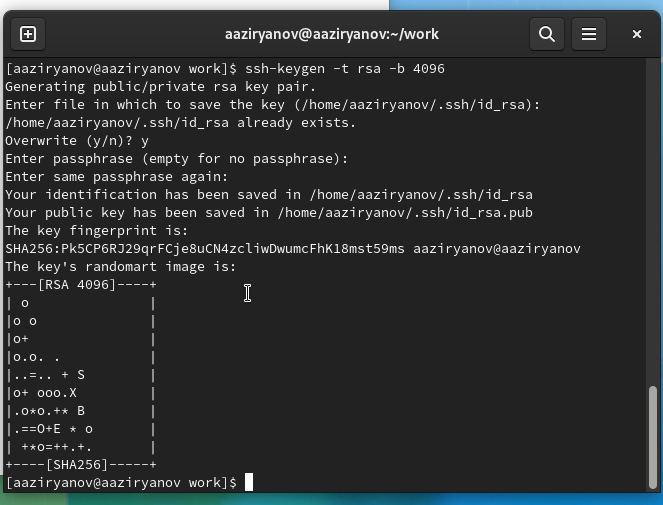 aaziryanov@aaziryanov:~/work
[aaziryanov@aaziryanov work]$ ssh-keygen -t rsa -b 4096
Generating public/private rsa key pair.
Enter file in which to save the key (/home/aaziryanov/.ssh/id_rsa):
/home/aaziryanov/.ssh/id_rsa already exists.
Overwrite (y/n)? y
Enter passphrase (empty for no passphrase):
Enter same passphrase again:
Your identification has been saved in /home/aaziryanov/.ssh/id_rsa
Your public key has been saved in /home/aaziryanov/.ssh/id_rsa.pub
The key fingerprint is:
SHA256:Pk5CP6RJ29qrFCje8uCN4zcliwDwumcFhK18mst59ms aaziryanov@aaziryanov
The key's randomart image is:
+---[RSA 4096]----+
| o               |
|o o              |
|o+               |
|o.o. .           |
|..=.. + S        |
|o+ ooo.X         |
|.o*o.+* B        |
|.==O+E * o       |
| +*o=++.+.       |
+----[SHA256]-----+
[aaziryanov@aaziryanov work]$